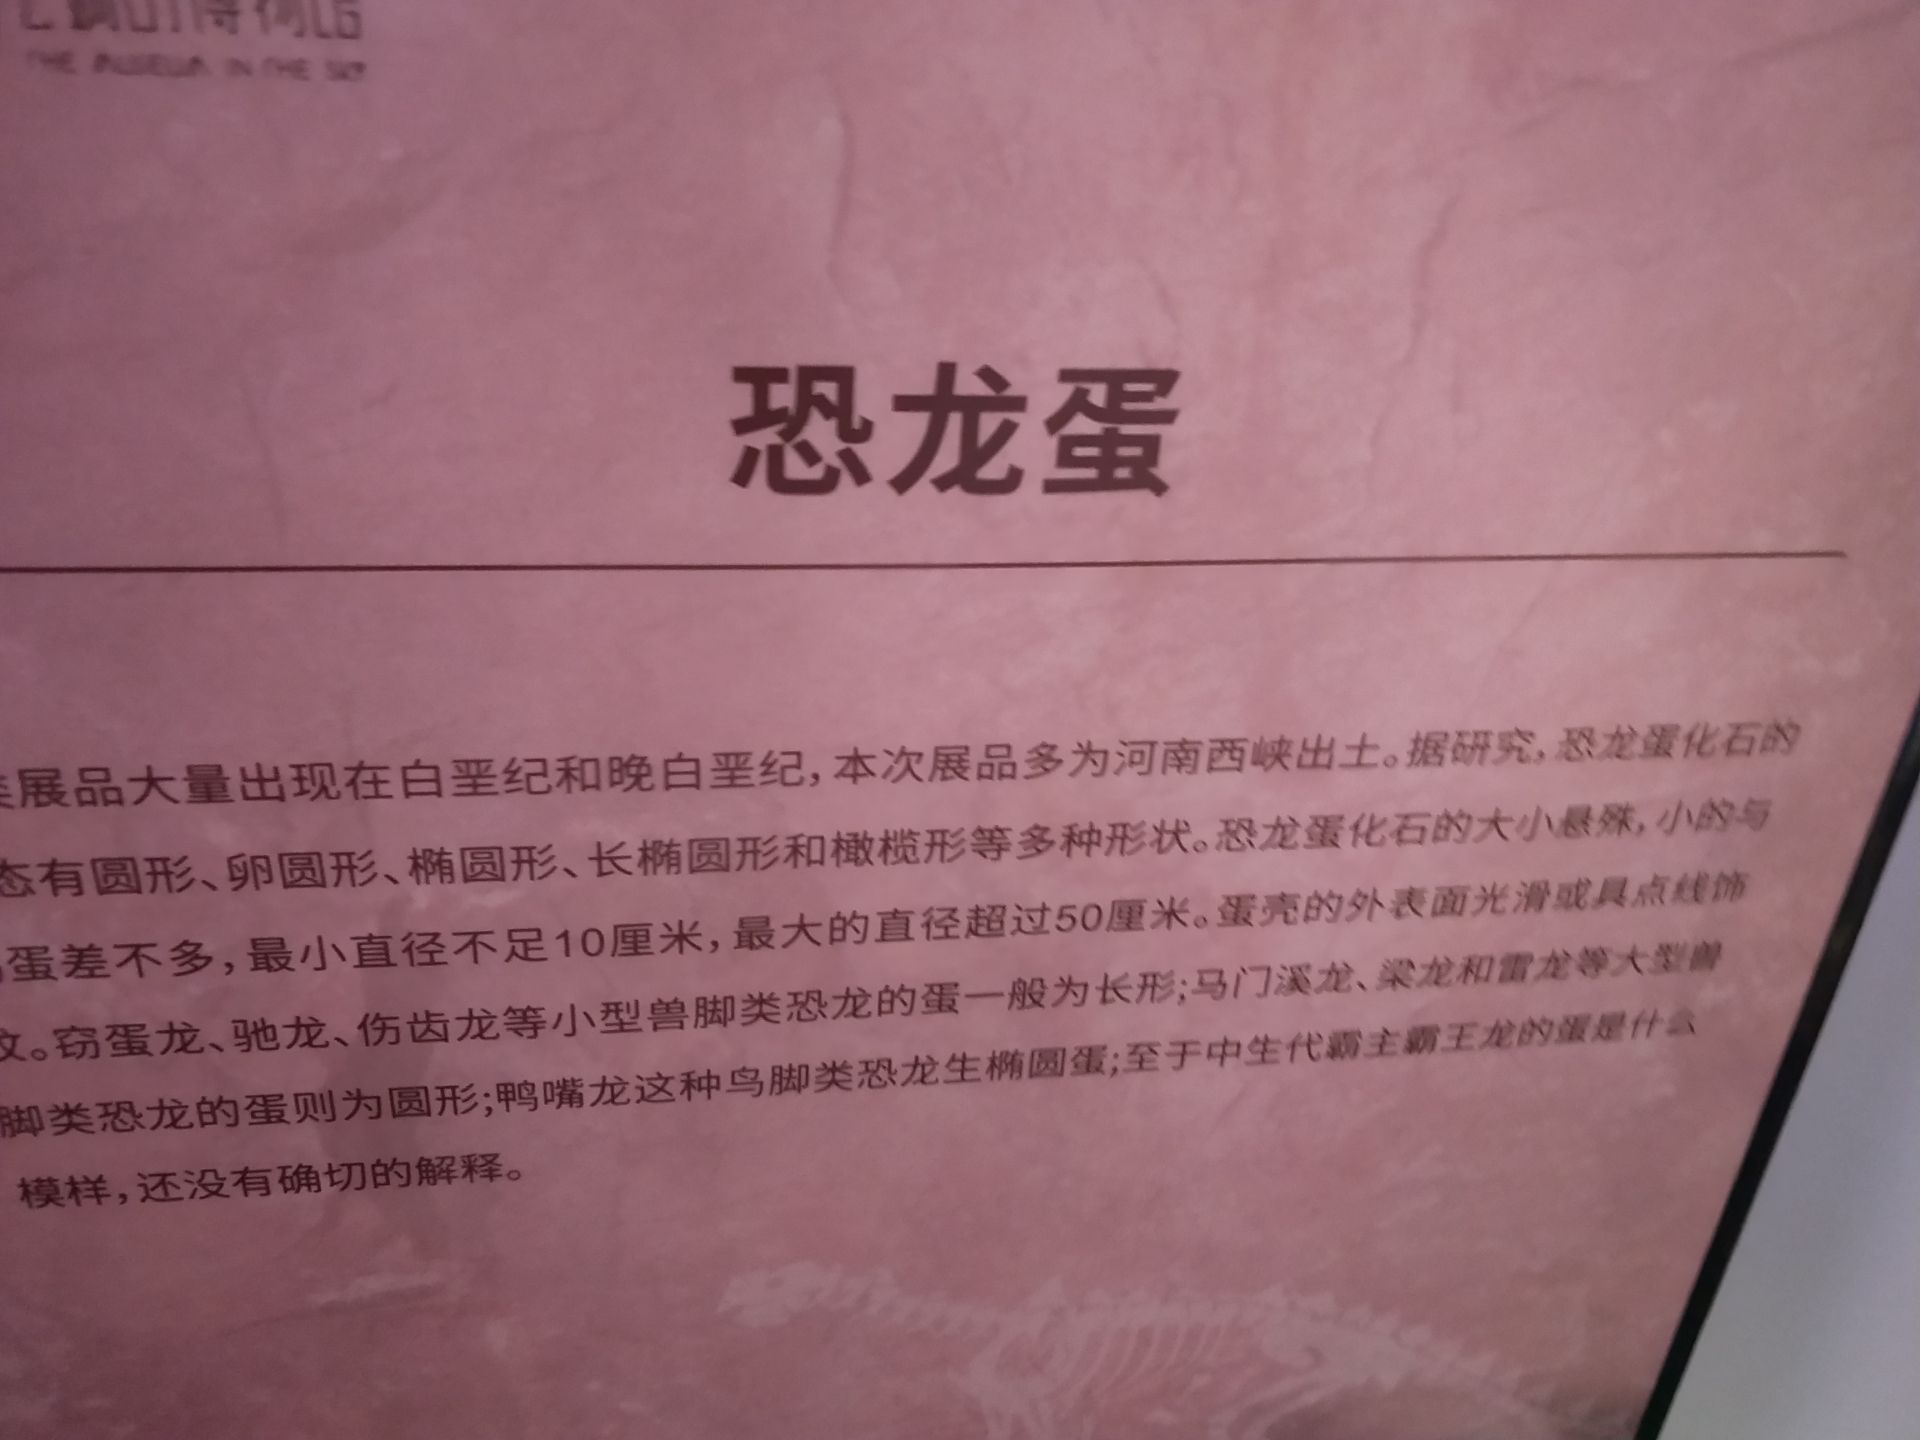 THE MUSEUM IN THE SKY
恐龙蛋
类展品大量出现在白垩纪和晚白垩纪，本次展品多为河南西峡出土。据研究，恐龙蛋化石的
态有圆形、卵圆形、椭圆形、长椭圆形和橄榄形等多种形状。恐龙蛋化石的大小悬殊，小的与
蛋差不多，最小直径不足10厘米，最大的直径超过50厘米。蛋壳的外表面光滑或具点线饰
纹。窃蛋龙、驰龙、伤齿龙等小型兽脚类恐龙的蛋一般为长形；马门溪龙、梁龙和雷龙等大型兽
脚类恐龙的蛋则为圆形；鸭嘴龙这种鸟脚类恐龙生椭圆蛋；至于中生代霸主霸王龙的蛋是什么
模样，还没有确切的解释。